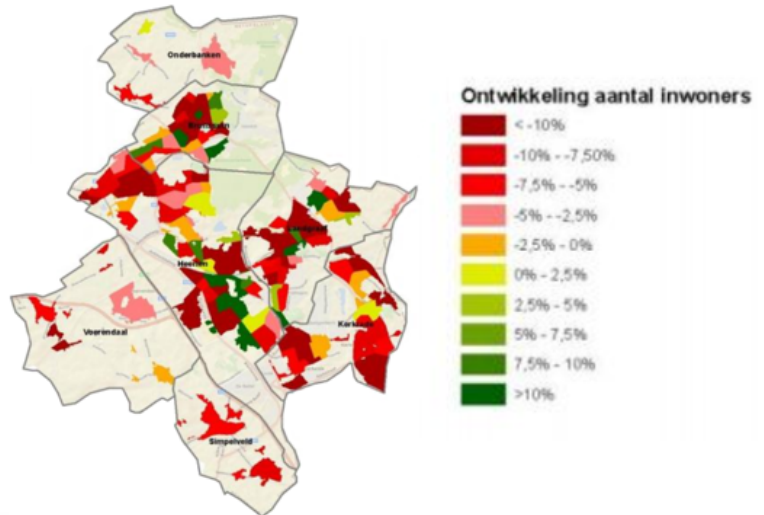 Onderbanken
Ontwikkeling aantal inwoners
< -10%
-10% - -7,50%
-7,5% - -5%
-5% - -2,5%
-2,5% - 0%
0% - 2,5%
2,5% - 5%
5% - 7,5%
7,5% - 10%
>10%
Landgraaf
Heerlen
Voerendaal
Kerkrade
Simpelveld